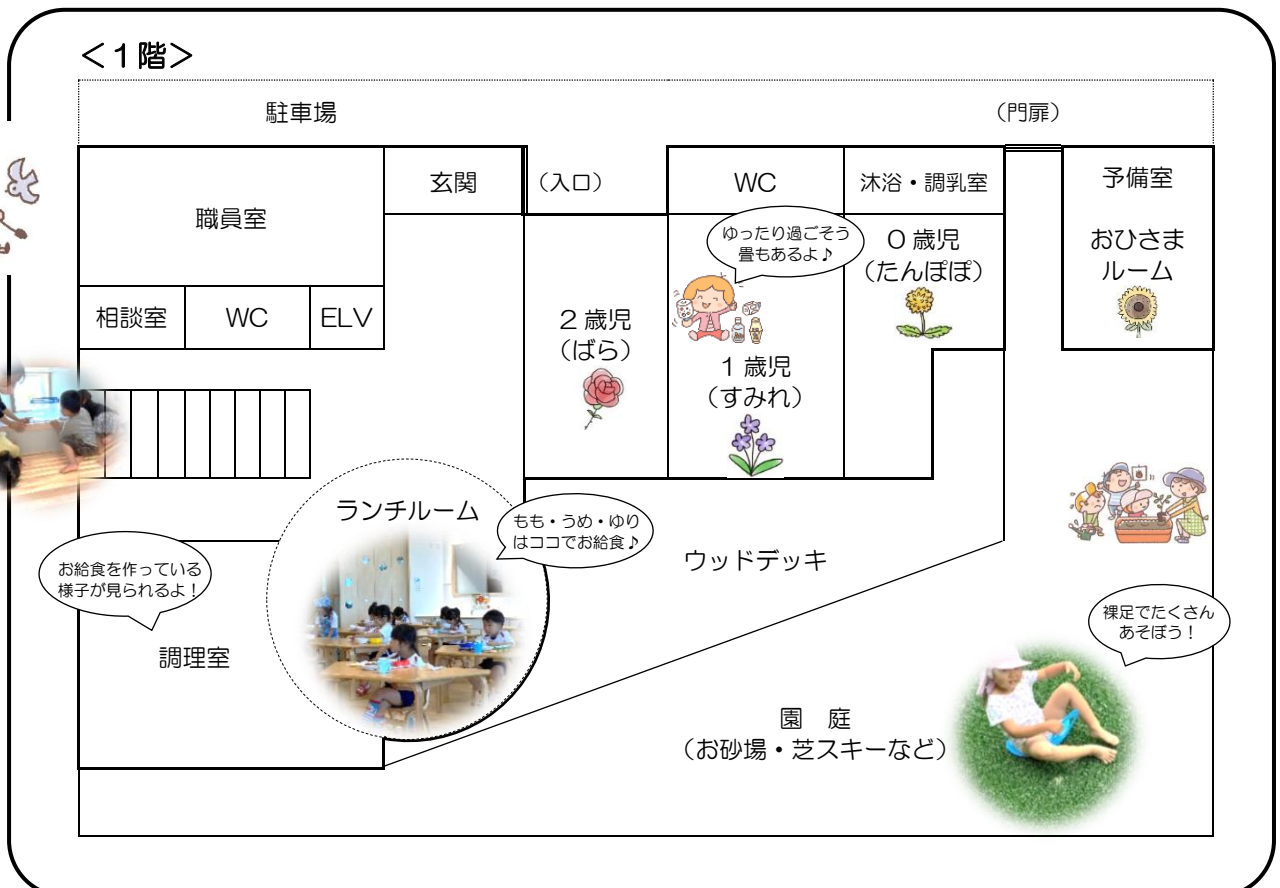 ＜１階＞
駐車場
（門扉）
職員室
玄関
（入口）
WC
沐浴・調乳室
予備室
おひさま
ルーム
ゆったり過ごそう
畳もあるよ♪
０歳児
（たんぽぽ）
相談室
WC
ELV
２歳児
（ばら）
１歳児
（すみれ）
ランチルーム
もも・うめ・ゆり
はココでお給食♪
ウッドデッキ
お給食を作っている
様子が見られるよ！
調理室
裸足でたくさん
あそぼう！
園　庭
（お砂場・芝スキーなど）